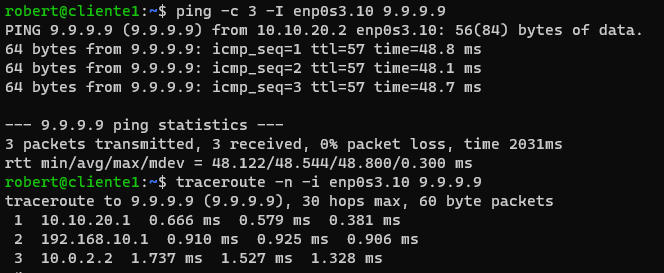 robert@cliente1:~$ ping -c 3 -I enp0s3.10 9.9.9.9
PING 9.9.9.9 (9.9.9.9) from 10.10.20.2 enp0s3.10: 56(84) bytes of data.
64 bytes from 9.9.9.9: icmp_seq=1 ttl=57 time=48.8 ms
64 bytes from 9.9.9.9: icmp_seq=2 ttl=57 time=48.1 ms
64 bytes from 9.9.9.9: icmp_seq=3 ttl=57 time=48.7 ms

--- 9.9.9.9 ping statistics ---
3 packets transmitted, 3 received, 0% packet loss, time 2031ms
rtt min/avg/max/mdev = 48.122/48.544/48.800/0.300 ms
robert@cliente1:~$ traceroute -n -i enp0s3.10 9.9.9.9
traceroute to 9.9.9.9 (9.9.9.9), 30 hops max, 60 byte packets
 1  10.10.20.1  0.666 ms  0.579 ms  0.381 ms
 2  192.168.10.1  0.910 ms  0.925 ms  0.906 ms
 3  10.0.2.2  1.737 ms  1.527 ms  1.328 ms